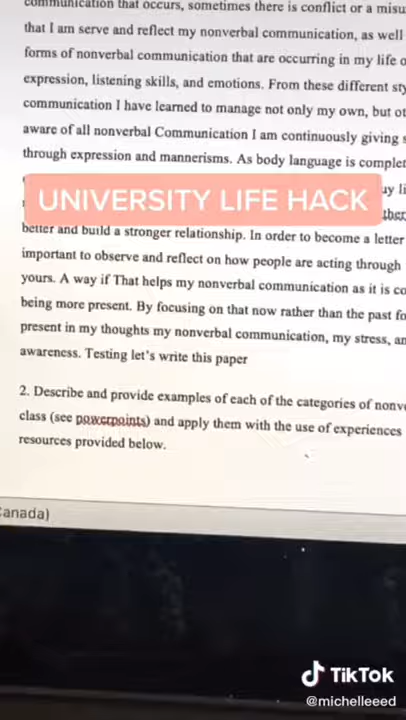 communication that occurs, sometimes there is conflict or a misu
that I am serve and reflect my nonverbal communication, as well
forms of nonverbal communication that are occurring in my life o
expression, listening skills, and emotions. From these different sty
communication I have learned to manage not only my own, but ot
aware of all nonverbal Communication I am continuously giving s
through expression and mannerisms. As body language is complet
UNIVERSITY LIFE HACK
better and build a stronger relationship. In order to become a letter
important to observe and reflect on how people are acting through
yours. A way if That helps my nonverbal communication as it is co
being more present. By focusing on that now rather than the past fo
present in my thoughts my nonverbal communication, my stress, an
awareness. Testing let's write this paper
2. Describe and provide examples of each of the categories of nonv
class (see powerpoints) and apply them with the use of experiences
resources provided below.
Canada)
TikTok
@michelleeed